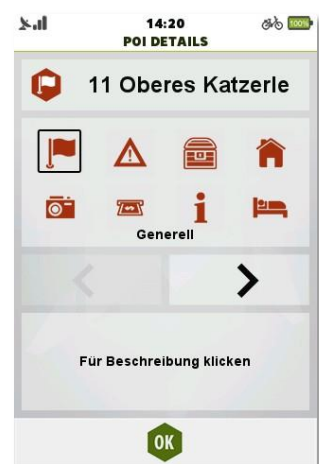 14:20
100%
POI DETAILS
11 Oberes Katzerle
Generell
Für Beschreibung klicken
OK